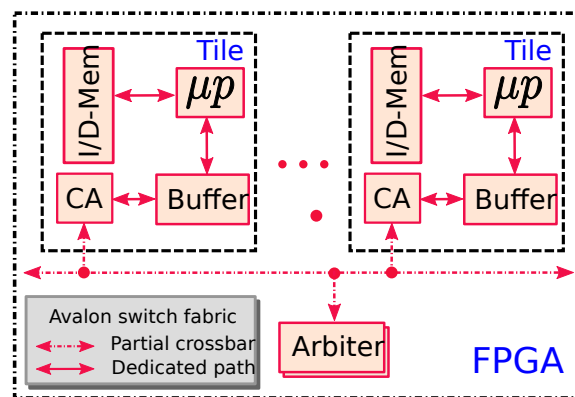 Tile
I/D-Mem
μp
CA
Buffer
Tile
I/D-Mem
μp
CA
Buffer
Avalon switch fabric
Partial crossbar
Dedicated path
Arbiter
FPGA